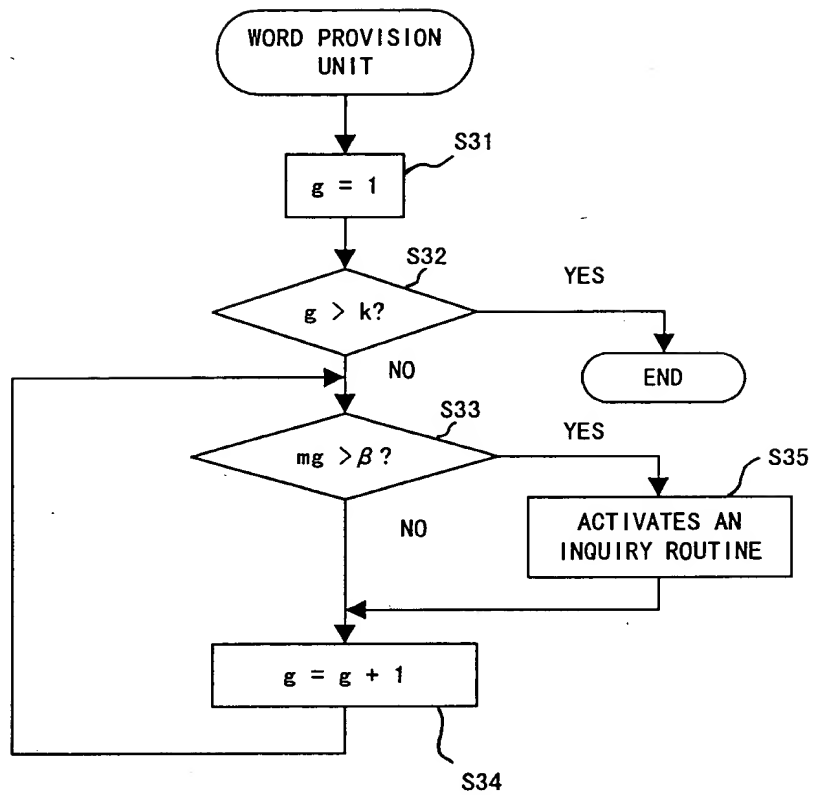 WORD PROVISION
UNIT
S31
g = 1
S32
YES
g > k?
NO
END
S33
YES
mg > β?
S35
NO
ACTIVATES AN
INQUIRY ROUTINE
g = g + 1
S34